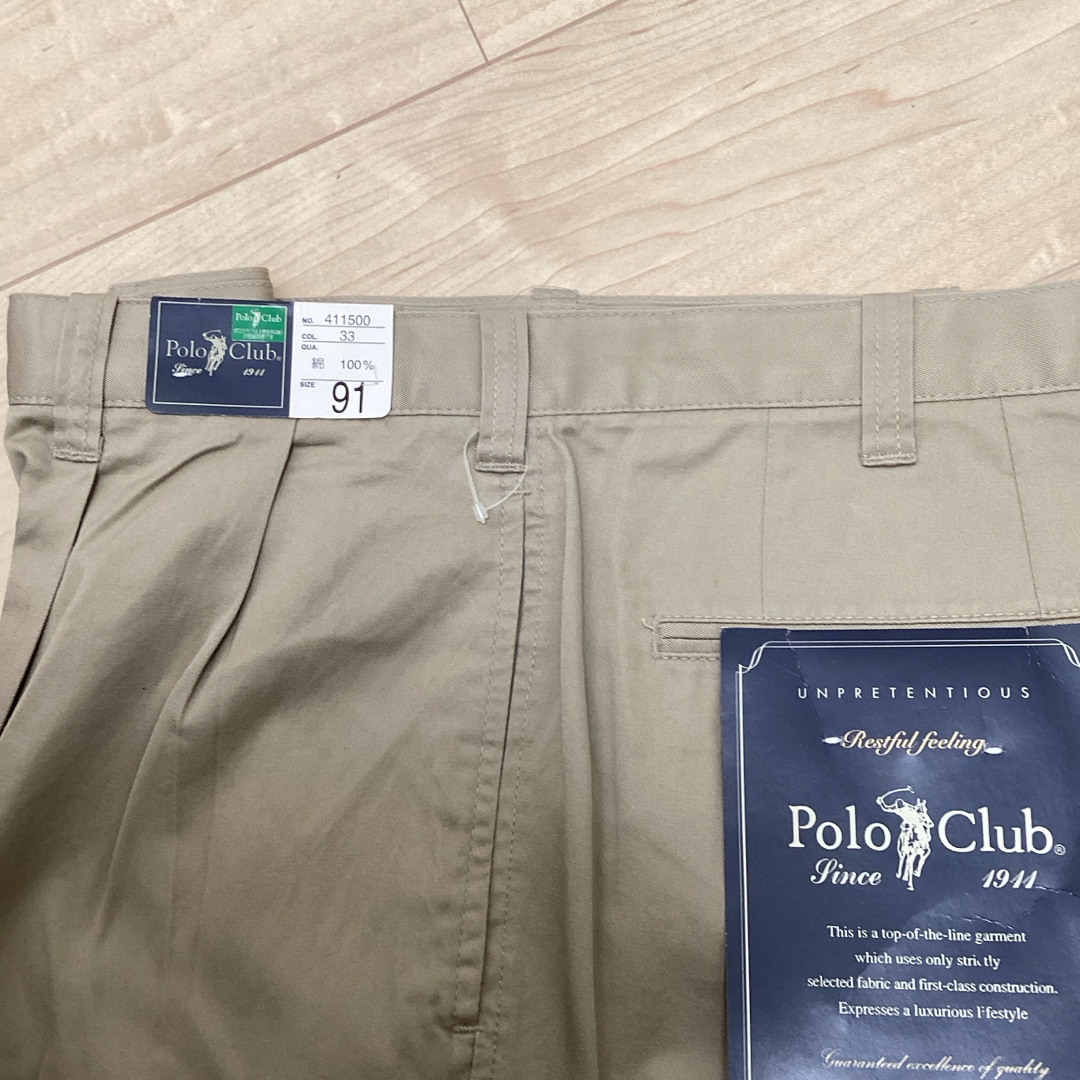 Polo Club
Polo Club®
Since 1911
NO. 411500
COL. 33
QUA.
綿 100%
SIZE
91
UNPRETENTIOUS
Restful feeling
Polo Club®
Since 1911
This is a top-of-the-line garment
which uses only strictly
selected fabric and first-class construction.
Expresses a luxurious lifestyle
Guaranteed excellence of quality